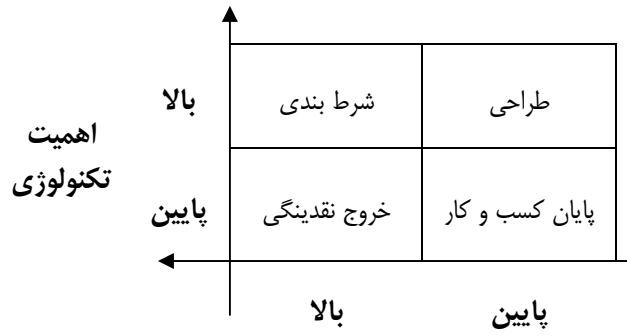 بالا
شرط بندی
طراحی
اهمیت
تکنولوژی
پایین
خروج نقدینگی
پایان کسب و کار
بالا
پایین